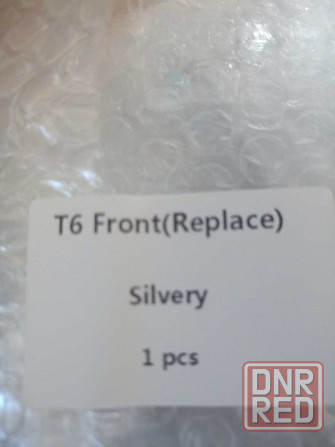 T6 Front(Replace)
Silvery
1 pcs
DNR
RED